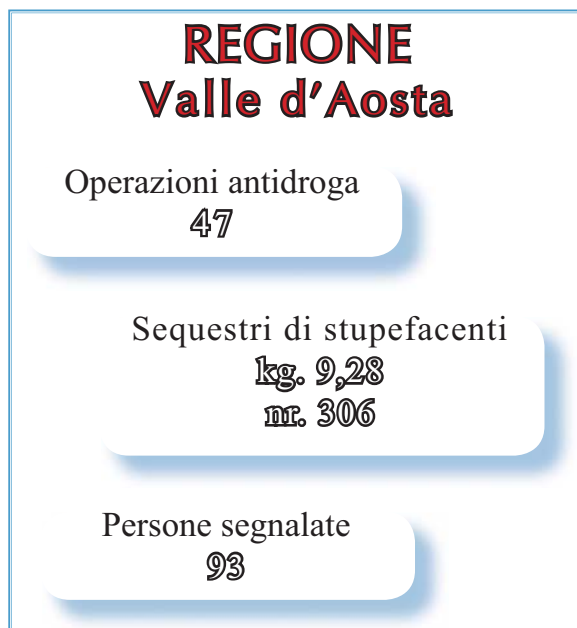 REGIONE
Valle d'Aosta
Operazioni antidroga
47
Sequestri di stupefacenti
kg. 9,28
nr. 306
Persone segnalate
93